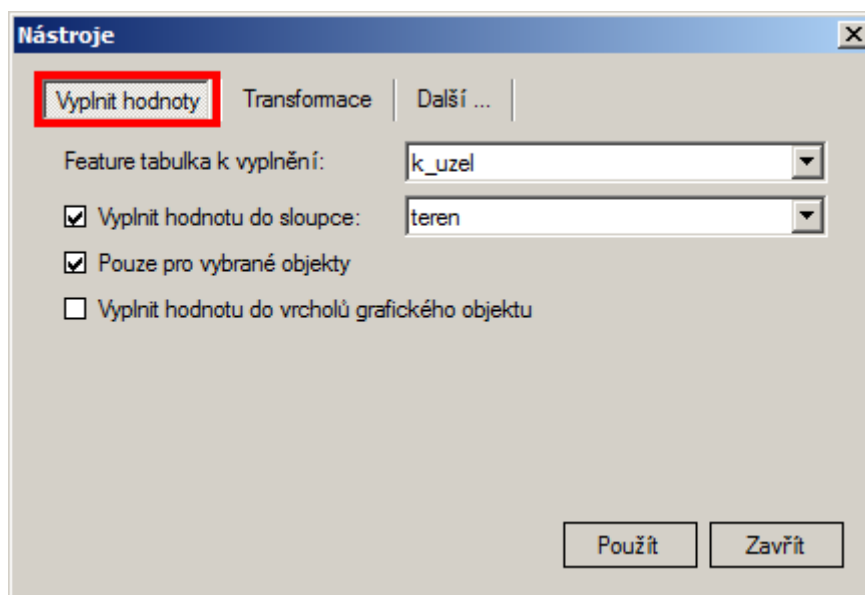 Nástroje
Vyplnit hodnoty Transformace Další ...
Feature tabulka k vyplnění: k_uzel
Vyplnit hodnotu do sloupce: teren
Pouze pro vybrané objekty
Vyplnit hodnotu do vrcholů grafického objektu
Použít Zavřít